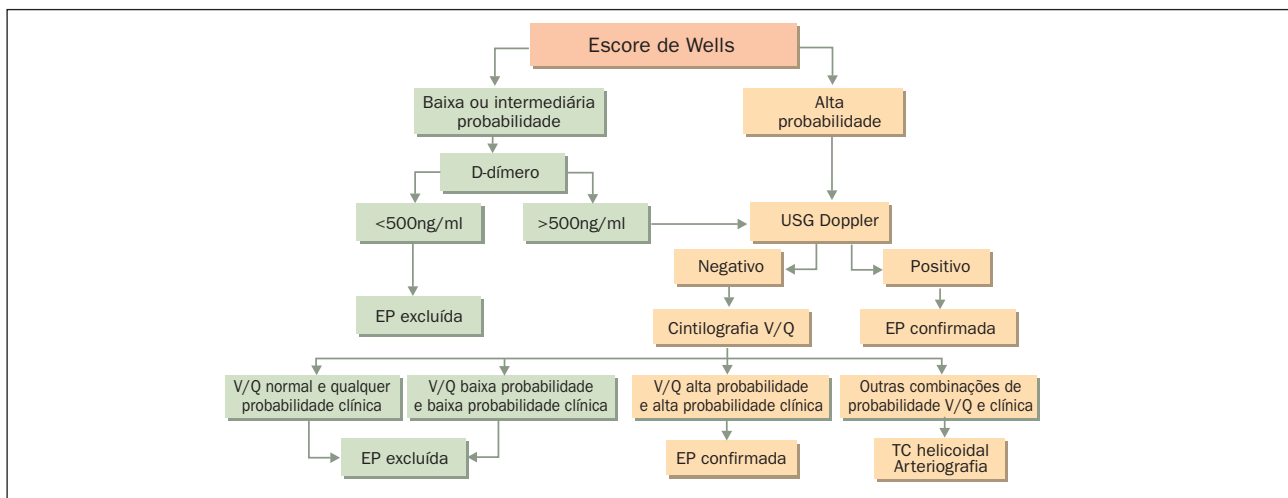 Escore de Wells
Baixa ou intermediária
probabilidade
Alta
probabilidade
D-dímero
<500ng/ml
>500ng/ml
USG Doppler
Negativo
Positivo
EP excluída
Cintilografia V/Q
EP confirmada
V/Q normal e qualquer
probabilidade clínica
V/Q baixa probabilidade
e baixa probabilidade clínica
V/Q alta probabilidade
e alta probabilidade clínica
Outras combinações de
probabilidade V/Q e clínica
EP excluída
EP confirmada
TC helicoidal
Arteriografia